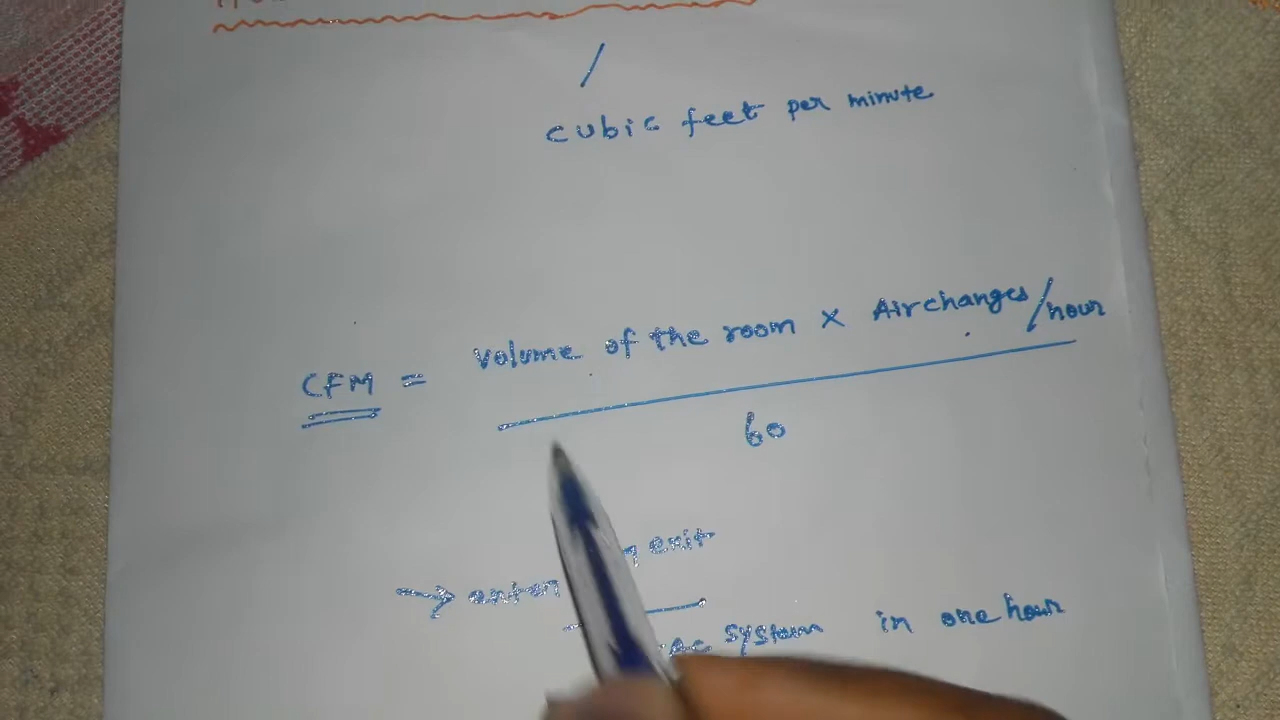 /
cubic feet per minute
CFM = Volume of the room × Airchanges/hour
60
→ enter exit
system in one hour